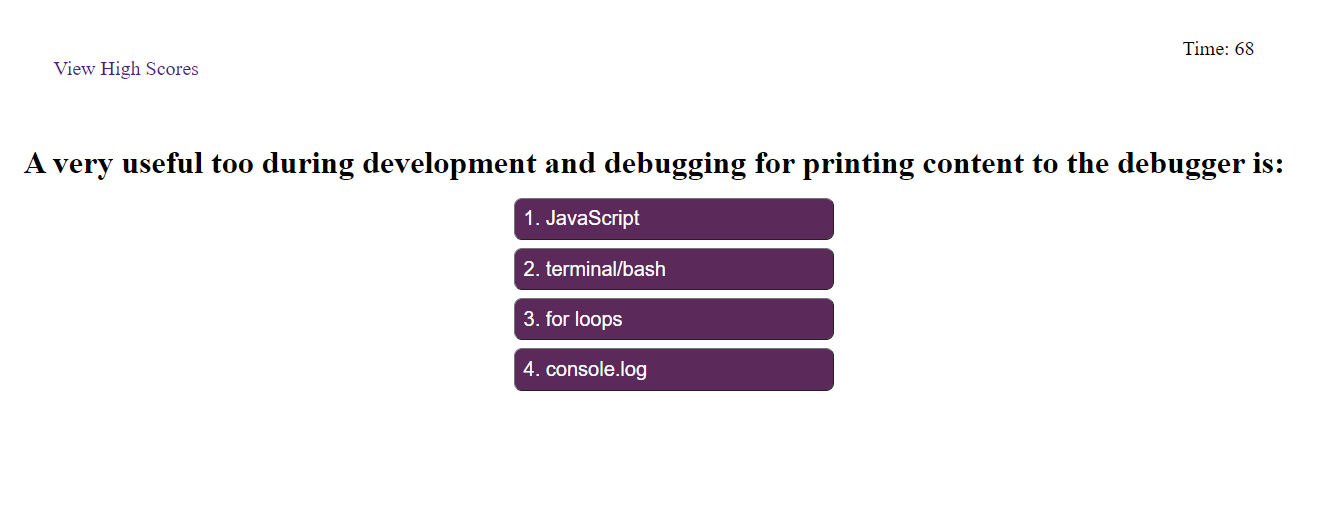 View High Scores
Time: 68
A very useful too during development and debugging for printing content to the debugger is:
1. JavaScript
2. terminal/bash
3. for loops
4. console.log